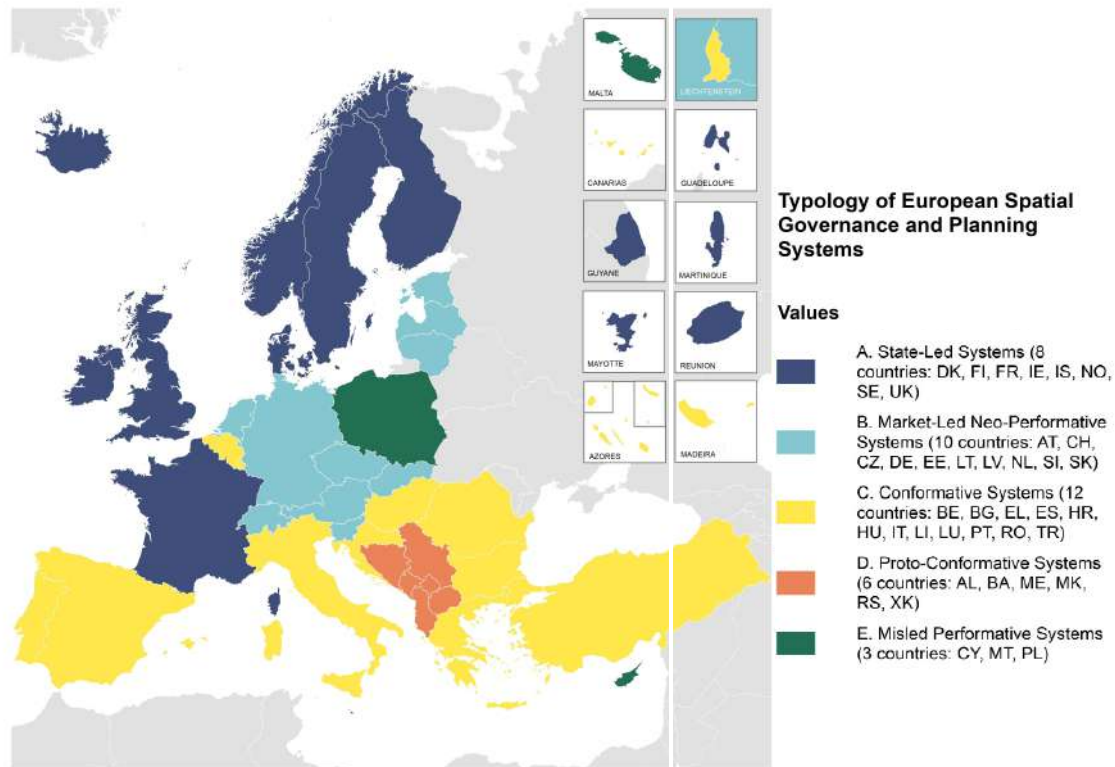 MALTA
LIECHTENSTEIN
CANARIAS
GUADELOUPE
GUYANE
MARTINIQUE
MAYOTTE
REUNION
AZORES
MADEIRA
Typology of European Spatial
Governance and Planning
Systems
Values
A. State-Led Systems (8
countries: DK, FI, FR, IE, IS, NO,
SE, UK)
B. Market-Led Neo-Performative
Systems (10 countries: AT, CH,
CZ, DE, EE, LT, LV, NL, SI, SK)
C. Conformative Systems (12
countries: BE, BG, EL, ES, HR,
HU, IT, LI, LU, PT, RO, TR)
D. Proto-Conformative Systems
(6 countries: AL, BA, ME, MK,
RS, XK)
E. Misled Performative Systems
(3 countries: CY, MT, PL)